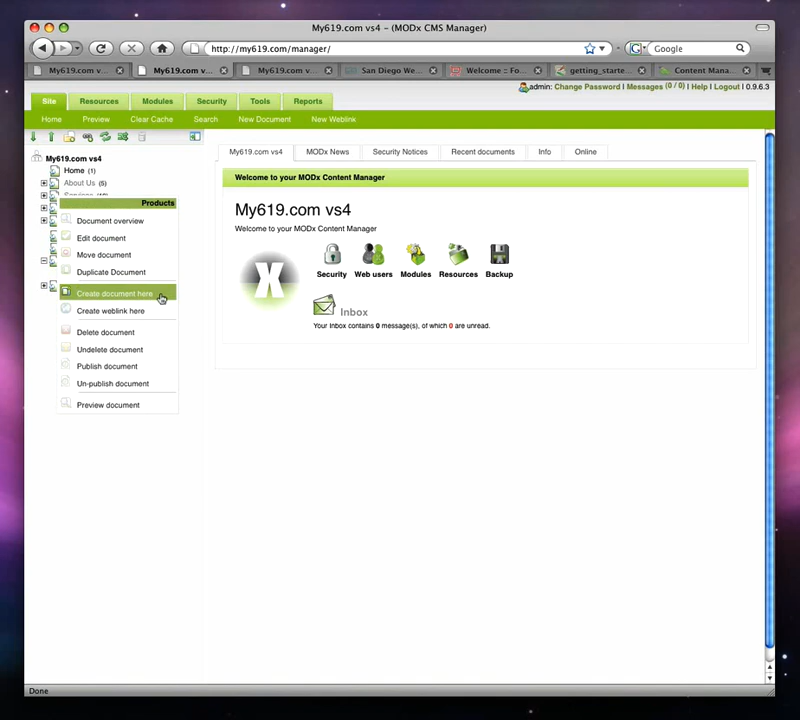 My619.com vs4 – (MODx CMS Manager)
http://my619.com/manager/
Google
My619.com v...
My619.com v...
My619.com v...
San Diego We...
Welcome :: Fo...
getting_starte...
Content Mana...
admin: Change Password | Messages (0 / 0) | Help | Logout | 0.9.6.3
Site Resources Modules Security Tools Reports
Home Preview Clear Cache Search New Document New Weblink
My619.com vs4
Home (1)
About Us (5)
Products
Document overview
Edit document
Move document
Duplicate Document
Create document here
Create weblink here
Delete document
Undelete document
Publish document
Un-publish document
Preview document
My619.com vs4 MODx News Security Notices Recent documents Info Online
Welcome to your MODx Content Manager
My619.com vs4
Welcome to your MODx Content Manager
X
Security Web users Modules Resources Backup
Inbox
Your Inbox contains 0 message(s), of which 0 are unread.
Done